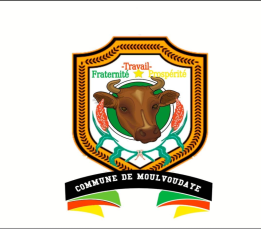 -Travail-
Fraternité Prospérité
COMMUNE DE MOULVOUDAYE